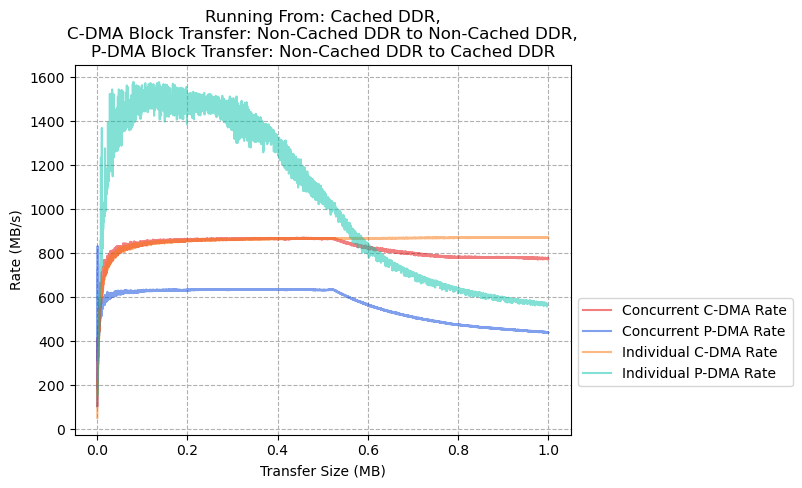 Running From: Cached DDR,
C-DMA Block Transfer: Non-Cached DDR to Non-Cached DDR,
P-DMA Block Transfer: Non-Cached DDR to Cached DDR
1600
1400
1200
1000
800
600
400
200
0
Rate (MB/s)
0.0 0.2 0.4 0.6 0.8 1.0
Transfer Size (MB)
Concurrent C-DMA Rate
Concurrent P-DMA Rate
Individual C-DMA Rate
Individual P-DMA Rate